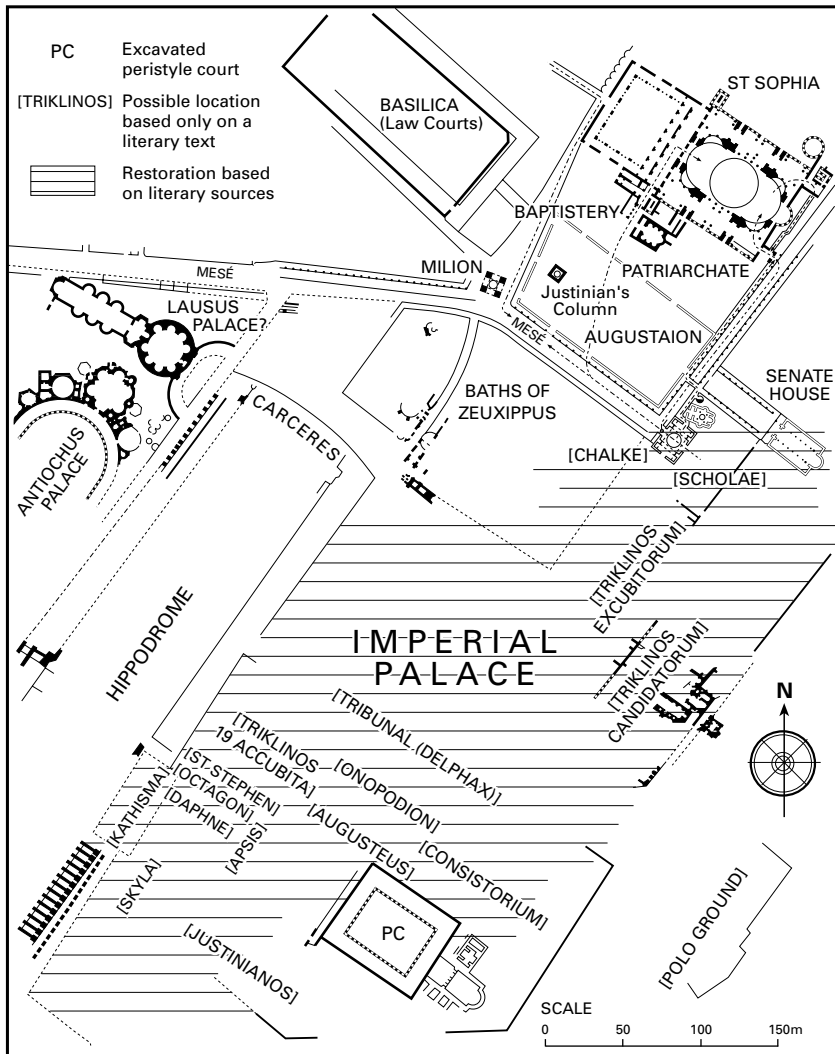 PC Excavated
peristyle court
[TRIKLINOS] Possible location
based only on a
literary text
Restoration based
on literary sources
BASILICA
(Law Courts)
ST SOPHIA
BAPTISTERY
PATRIARCHATE
MILION
Justinian's
Column
MESÉ
AUGUSTAION
MESÉ
LAUSUS
PALACE?
ANTIOCHUS
PALACE
CARCERES
BATHS OF
ZEUXIPPUS
SENATE
HOUSE
[CHALKE]
[SCHOLAE]
[TRIKLINOS
EXCUBITORUM]
HIPPODROME
IMPERIAL
PALACE
[TRIKLINOS
CANDIDATORUM]
N
[TRIBUNAL (DELPHAX)]
[TRIKLINOS
19 ACCUBITA]
[ONOPODION]
[ST STEPHEN]
[OCTAGON]
[DAPHNE]
[KATHISMA]
[APSIS]
[AUGUSTEUS]
[CONSISTORIUM]
[SKYLA]
PC
[JUSTINIANOS]
[POLO GROUND]
SCALE
0 50 100 150m